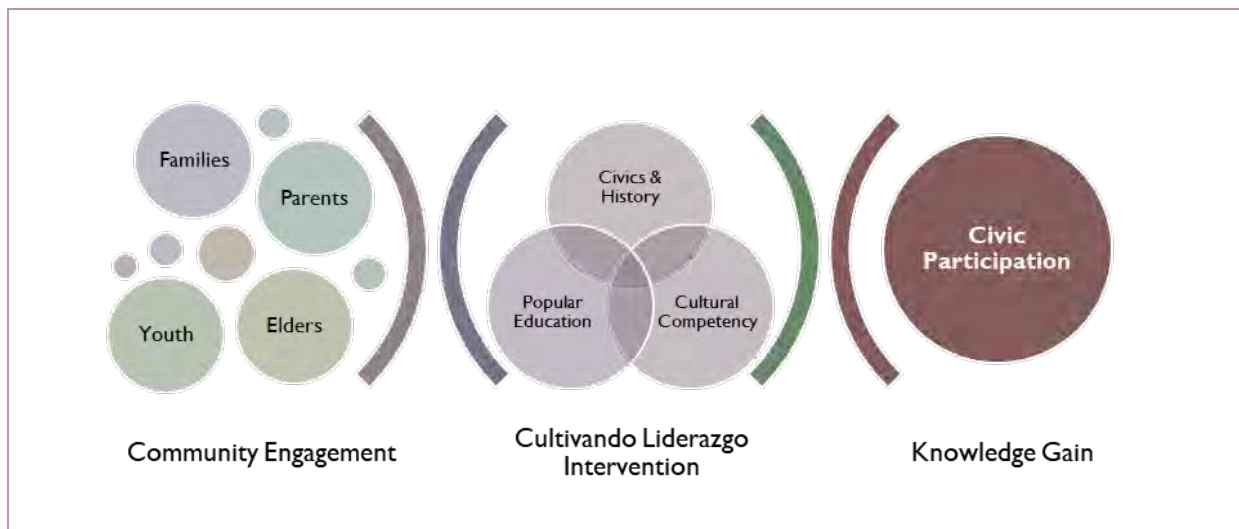 Families
Parents
Youth
Elders
Community Engagement
Civics &
History
Popular
Education
Cultural
Competency
Cultivando Liderazgo
Intervention
Civic
Participation
Knowledge Gain